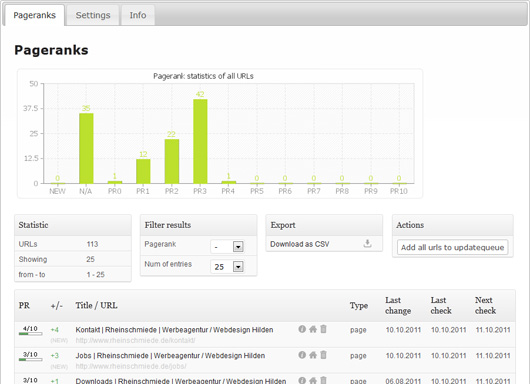 Pageranks Settings Info
Pageranks
Pagerank statistics of all URLs
50
37.5
25
12.5
0
0 35 1 12 22 42 1 0 0 0 0 0 0
NEW N/A PR0 PR1 PR2 PR3 PR4 PR5 PR6 PR7 PR8 PR9 PR10
Statistic Filter results Export Actions
URLs 113 Pagerank - Download as CSV Add all urls to updatequeue
Showing 25 Num of entries 25
from - to 1 - 25
PR +/- Title / URL Type Last change Last check Next check
4/10 +4 Kontakt | Rheinschmiede | Werbeagentur / Webdesign Hilden page 10.10.2011 10.10.2011 11.10.2011
(NEW) http://www.rheinschmiede.de/kontakt/
3/10 +3 Jobs | Rheinschmiede | Werbeagentur / Webdesign Hilden page 10.10.2011 10.10.2011 11.10.2011
(NEW) http://www.rheinschmiede.de/jobs/
3/10 +1 Downloads | Rheinschmiede | Werbeagentur / Webdesign Hilden page 06.08.2011 10.10.2011 11.10.2011